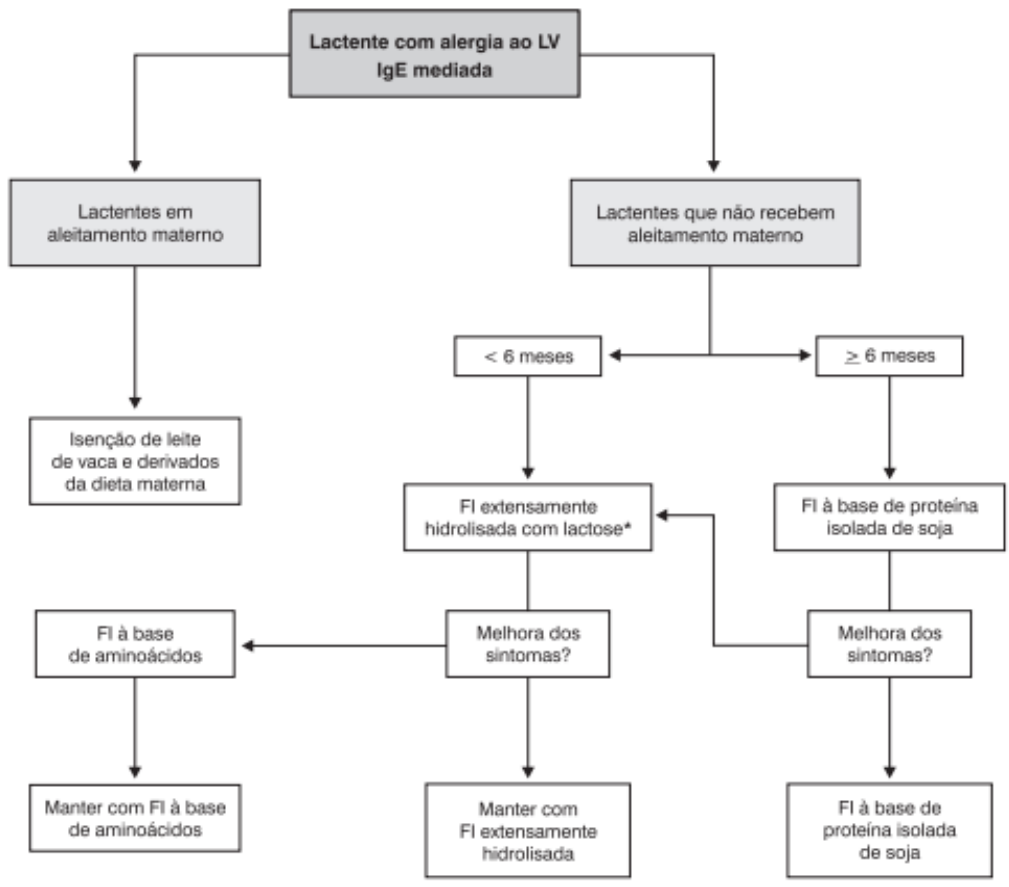 Lactente com alergia ao LV
IgE mediada
Lactentes em
aleitamento materno
Lactentes que não recebem
aleitamento materno
< 6 meses
≥ 6 meses
Isenção de leite
de vaca e derivados
da dieta materna
FI extensamente
hidrolisada com lactose*
FI à base de proteína
isolada de soja
FI à base
de aminoácidos
Melhora dos
sintomas?
Melhora dos
sintomas?
Manter com FI à base
de aminoácidos
Manter com
FI extensamente
hidrolisada
FI à base de
proteína isolada
de soja